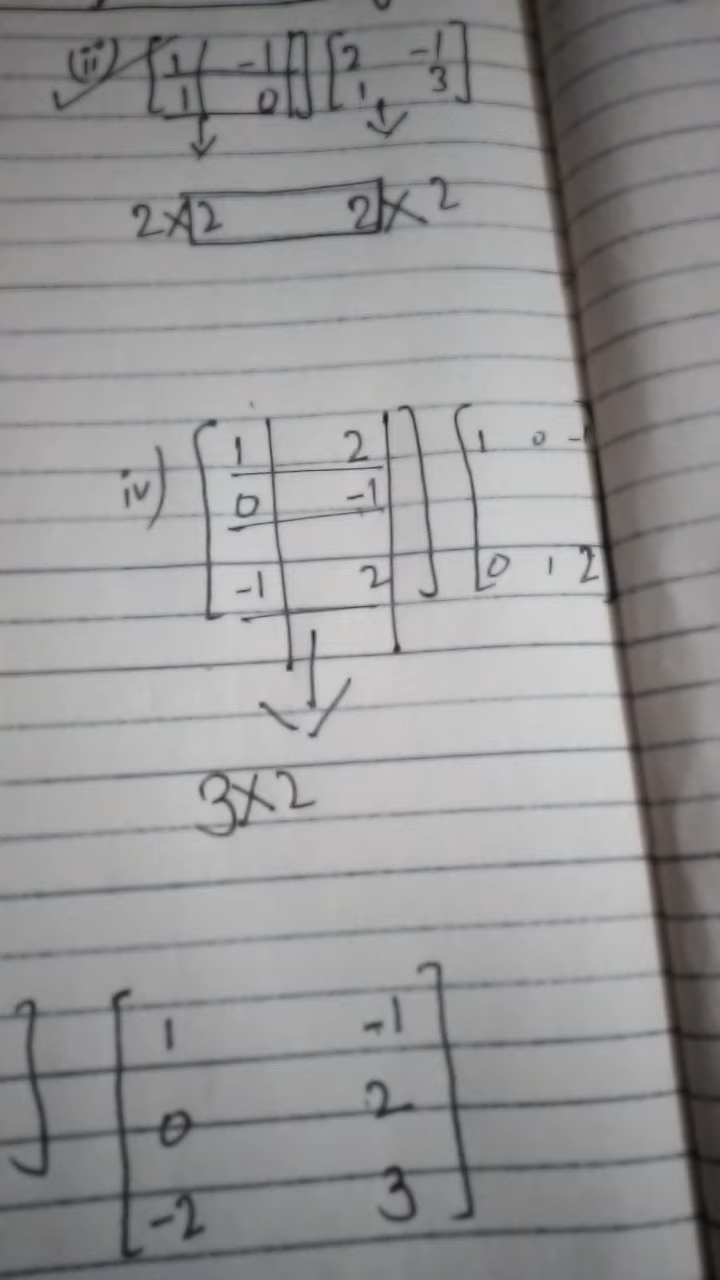 (ii) [1 -1] [2 -1]
[1 0] [1 3]
2×2 2×2
iv) [1 2] [1 0 -1]
[0 -1]
[-1 2] [0 1 2]
3×2
] [1 -1]
[0 2]
[-2 3]